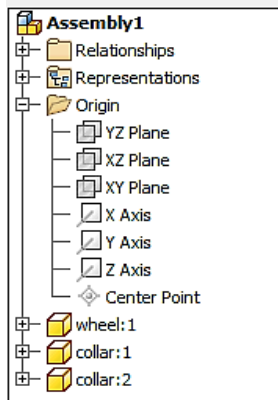 Assembly1
Relationships
Representations
Origin
YZ Plane
XZ Plane
XY Plane
X Axis
Y Axis
Z Axis
Center Point
wheel:1
collar:1
collar:2